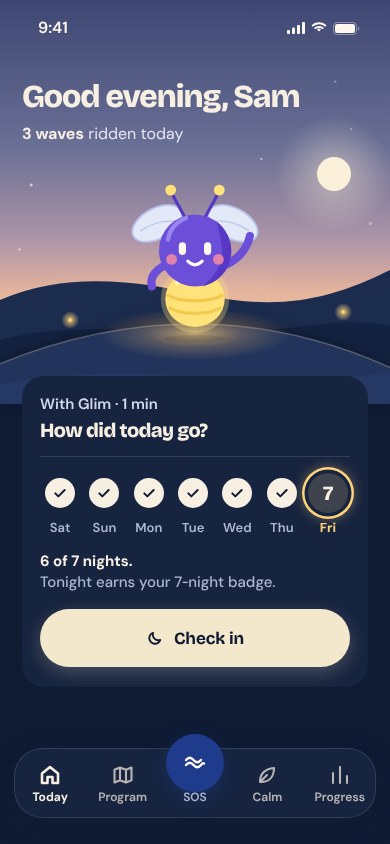 9:41
Good evening, Sam
3 waves ridden today
With Glim · 1 min
How did today go?
7
Sat Sun Mon Tue Wed Thu Fri
6 of 7 nights.
Tonight earns your 7-night badge.
Check in
Today Program SOS Calm Progress